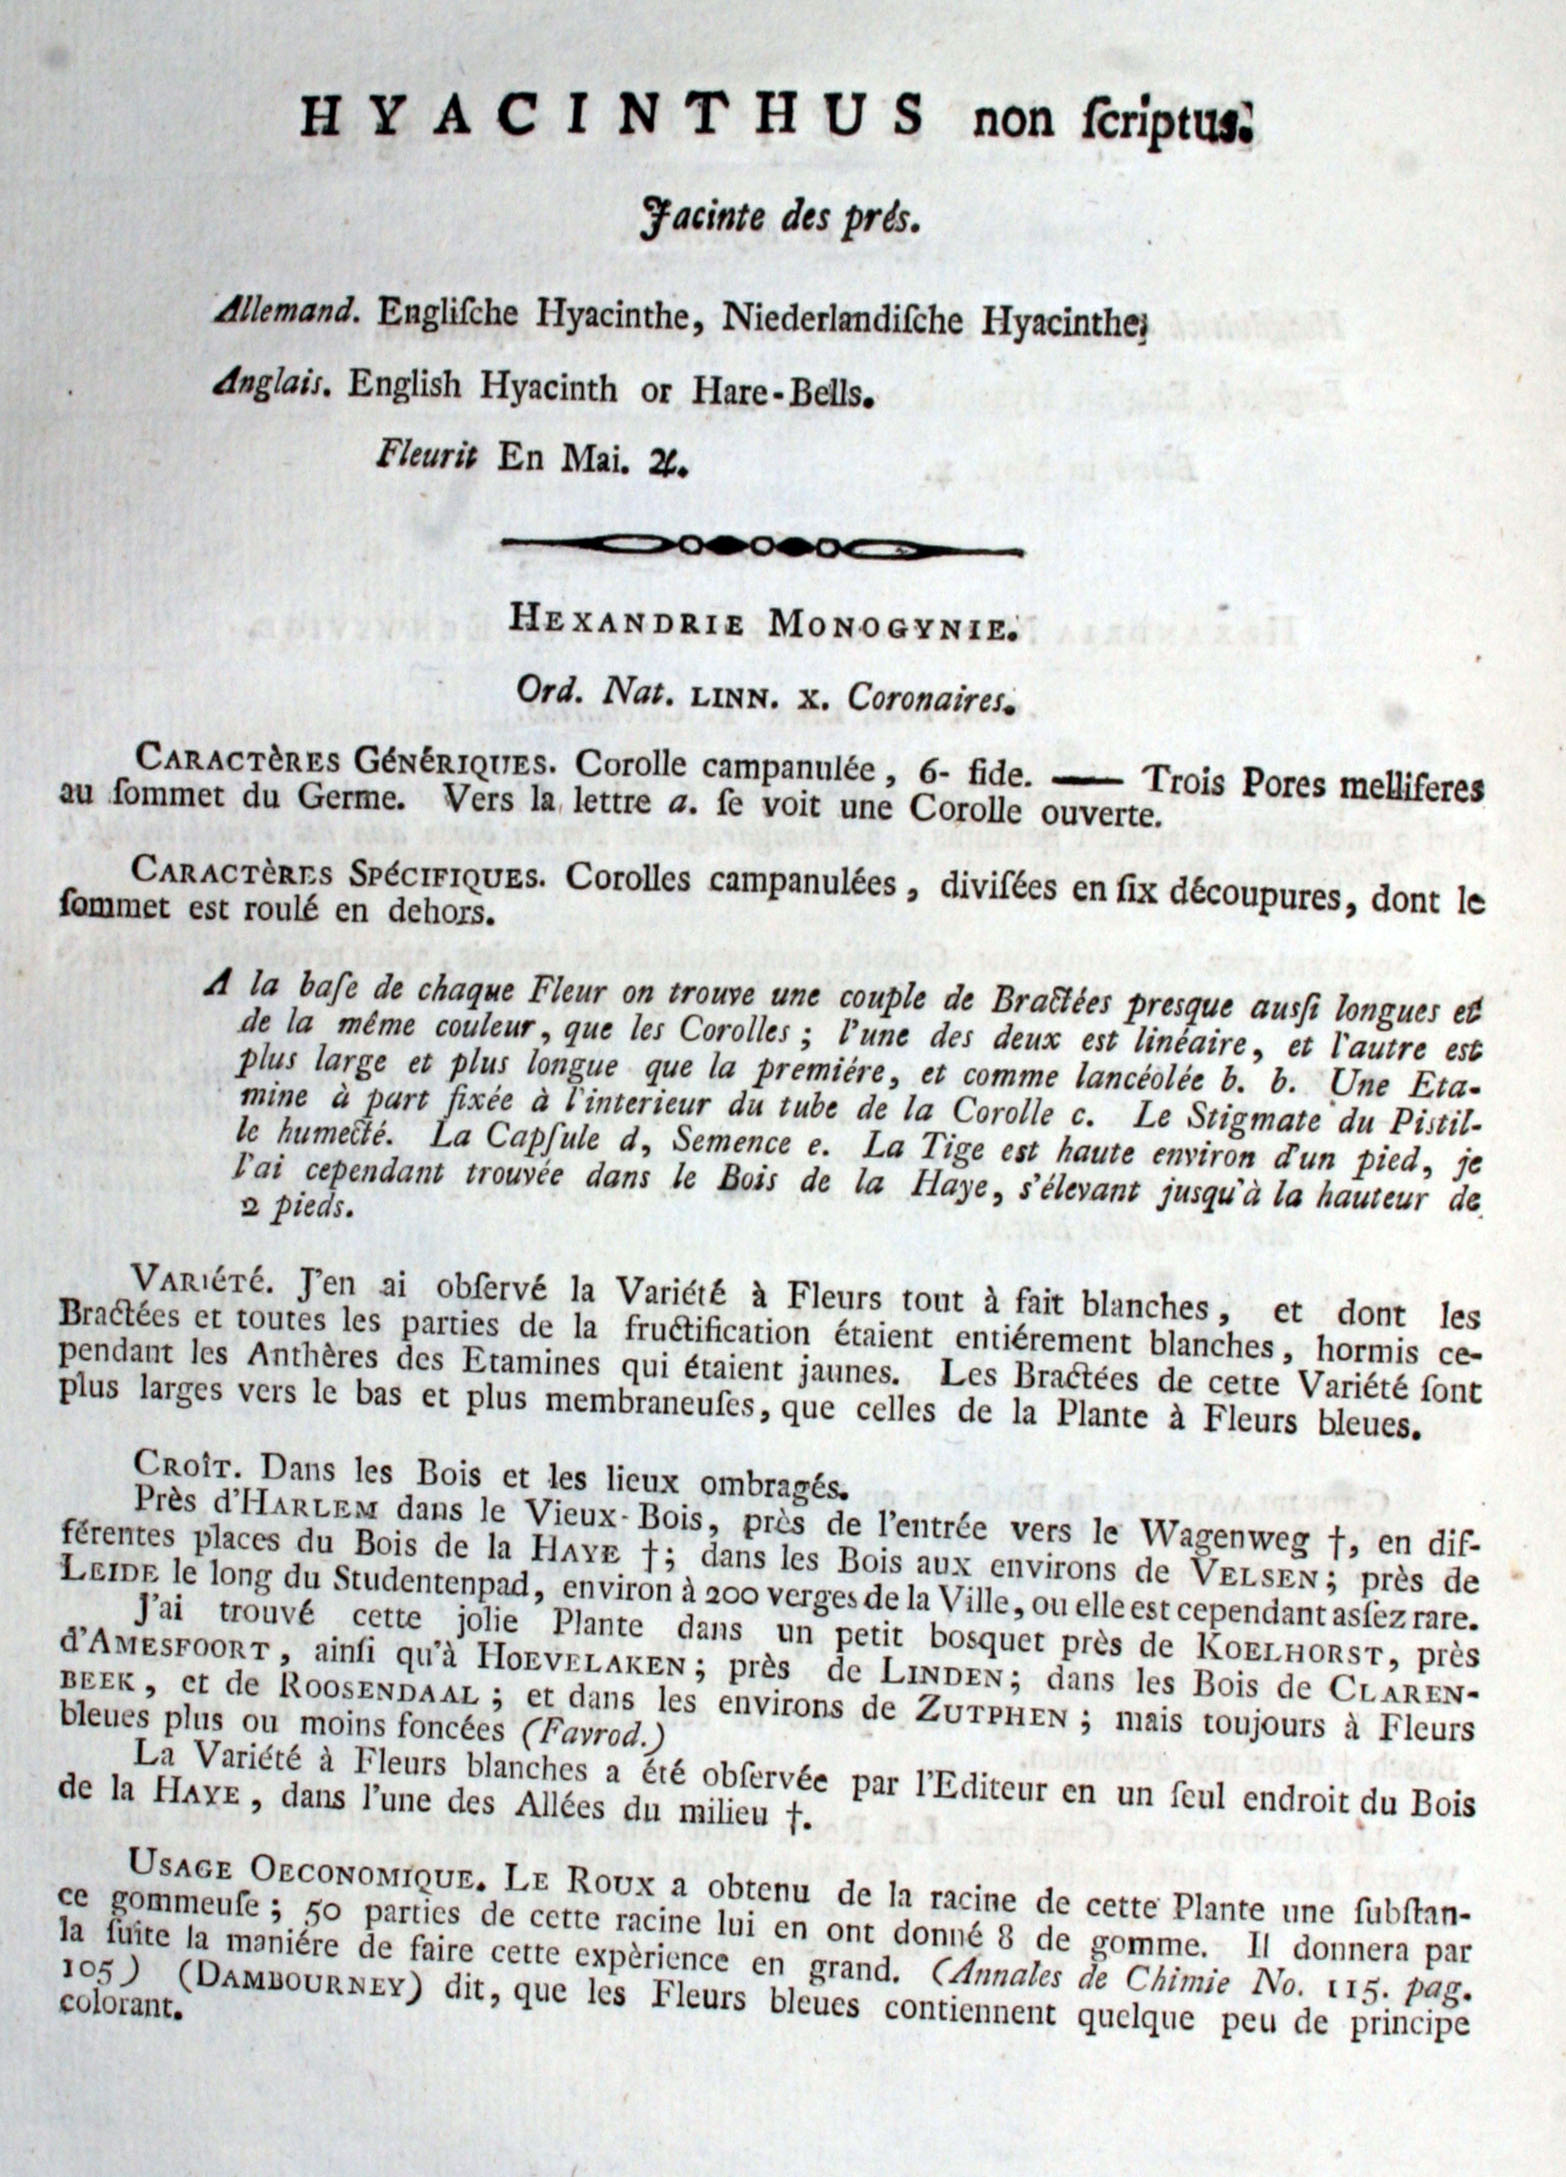 HYACINTHUS non ſcriptus.
Jacinte des prés.
Allemand. Engliſche Hyacinthe, Niederlandiſche Hyacinthe;
Anglais. English Hyacinth or Hare-Bells.
Fleurit En Mai. ♃.
HEXANDRIE MONOGYNIE.
Ord. Nat. LINN. X. Coronaires.
CARACTèRES GéNéRIQUES. Corolle campanulée, 6- fide. — Trois Pores melliferes
au ſommet du Germe. Vers la lettre a. ſe voit une Corolle ouverte.
CARACTèRES SPéCIFIQUES. Corolles campanulées, diviſées en ſix découpures, dont le
ſommet est roulé en dehors.
A la baſe de chaque Fleur on trouve une couple de Bractées presque ausſi longues et
de la même couleur, que les Corolles; l'une des deux est linéaire, et l'autre est
plus large et plus longue que la premiére, et comme lancéolée b. b. Une Eta-
mine à part fixée à l'interieur du tube de la Corolle c. Le Stigmate du Pistil-
le humecté. La Capſule d, Semence e. La Tige est haute environ d'un pied, je
l'ai cependant trouvée dans le Bois de la Haye, s'élevant jusqu'à la hauteur de
2 pieds.
VARIéTé. J'en ai obſervé la Variété à Fleurs tout à fait blanches, et dont les
Bractées et toutes les parties de la fructification étaient entiérement blanches, hormis ce-
pendant les Anthères des Etamines qui étaient jaunes. Les Bractées de cette Variété ſont
plus larges vers le bas et plus membraneuſes, que celles de la Plante à Fleurs bleues.
CROîT. Dans les Bois et les lieux ombragés.
Près d'HARLEM dans le Vieux-Bois, près de l'entrée vers le Wagenweg †, en dif-
férentes places du Bois de la HAYE †; dans les Bois aux environs de VELSEN; près de
LEIDE le long du Studentenpad, environ à 200 verges de la Ville, ou elle est cependant asſez rare.
J'ai trouvé cette jolie Plante dans un petit bosquet près de KOELHORST, près
d'AMESFOORT, ainſi qu'à HOEVELAKEN; près de LINDEN; dans les Bois de CLAREN-
BEEK, et de ROOSENDAAL; et dans les environs de ZUTPHEN; mais toujours à Fleurs
bleues plus ou moins foncées (Favrod.)
La Variété à Fleurs blanches a été obſervée par l'Editeur en un ſeul endroit du Bois
de la HAYE, dans l'une des Allées du milieu †.
USAGE OECONOMIQUE. LE ROUX a obtenu de la racine de cette Plante une ſubſtan-
ce gommeuſe; 50 parties de cette racine lui en ont donné 8 de gomme. Il donnera par
la ſuite la maniére de faire cette expèrience en grand. (Annales de Chimie No. 115. pag.
105) (DAMBOURNEY) dit, que les Fleurs bleues contiennent quelque peu de principe
colorant.